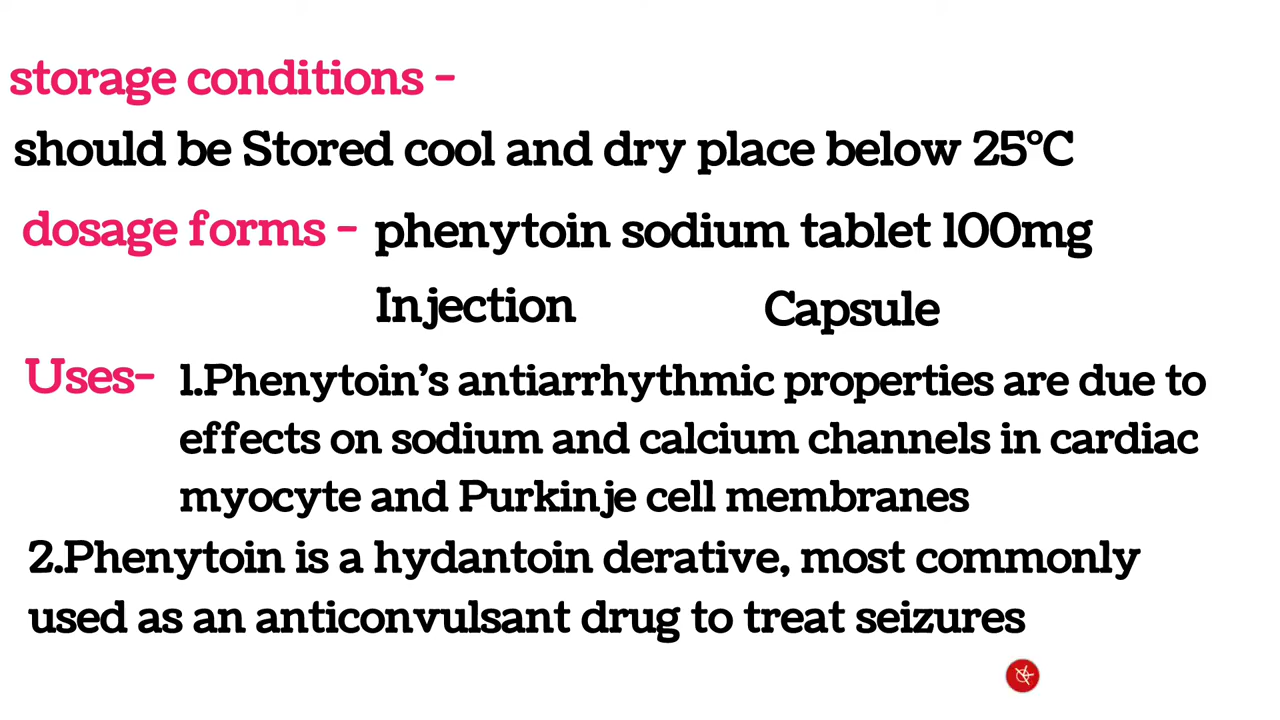 storage conditions -
should be Stored cool and dry place below 25°C
dosage forms - phenytoin sodium tablet 100mg
Injection Capsule
Uses- 1.Phenytoin's antiarrhythmic properties are due to
effects on sodium and calcium channels in cardiac
myocyte and Purkinje cell membranes
2.Phenytoin is a hydantoin derative, most commonly
used as an anticonvulsant drug to treat seizures